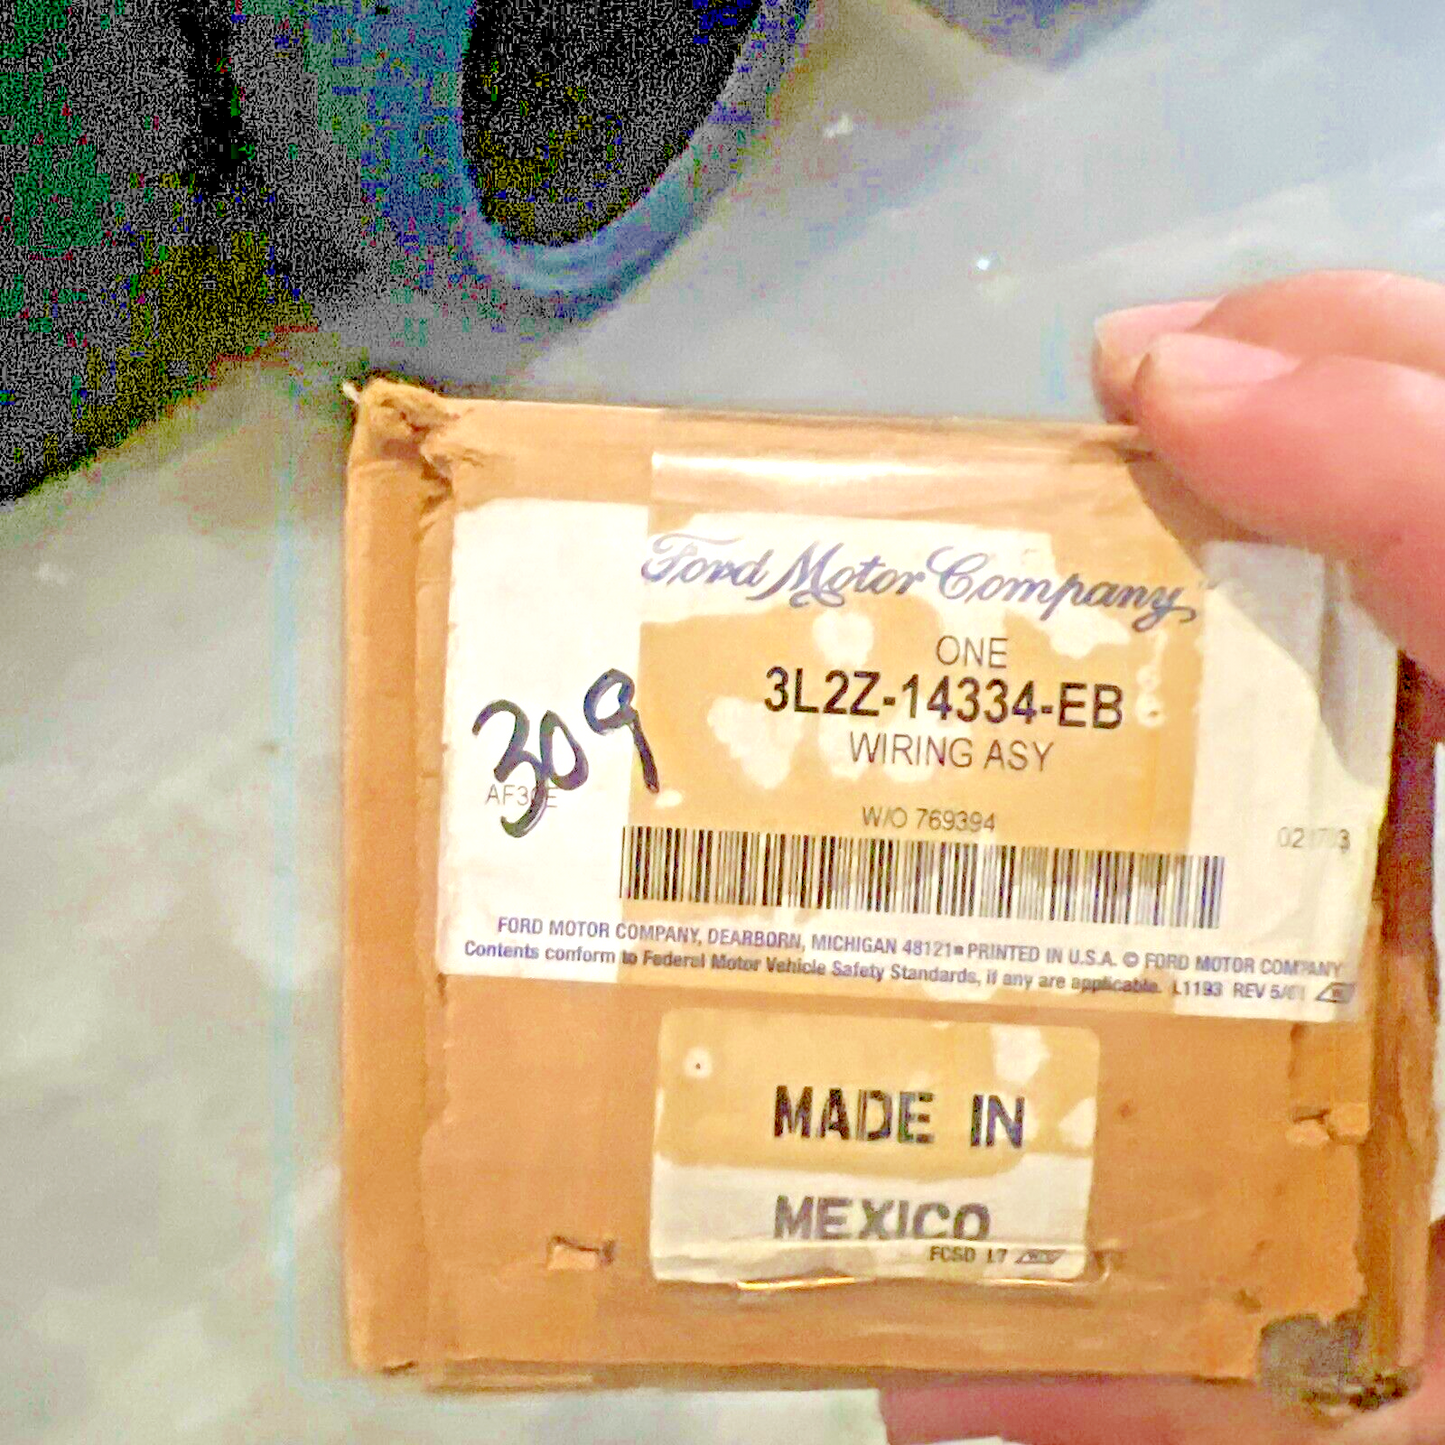 Ford Motor Company
ONE
3L2Z-14334-EB
WIRING ASY
309
W/O 769394
FORD MOTOR COMPANY, DEARBORN, MICHIGAN 48121 PRINTED IN U.S.A. © FORD MOTOR COMPANY
Contents conform to Federal Motor Vehicle Safety Standards, if any are applicable. L1193 REV 5/01
MADE IN
MEXICO
FCSD L7